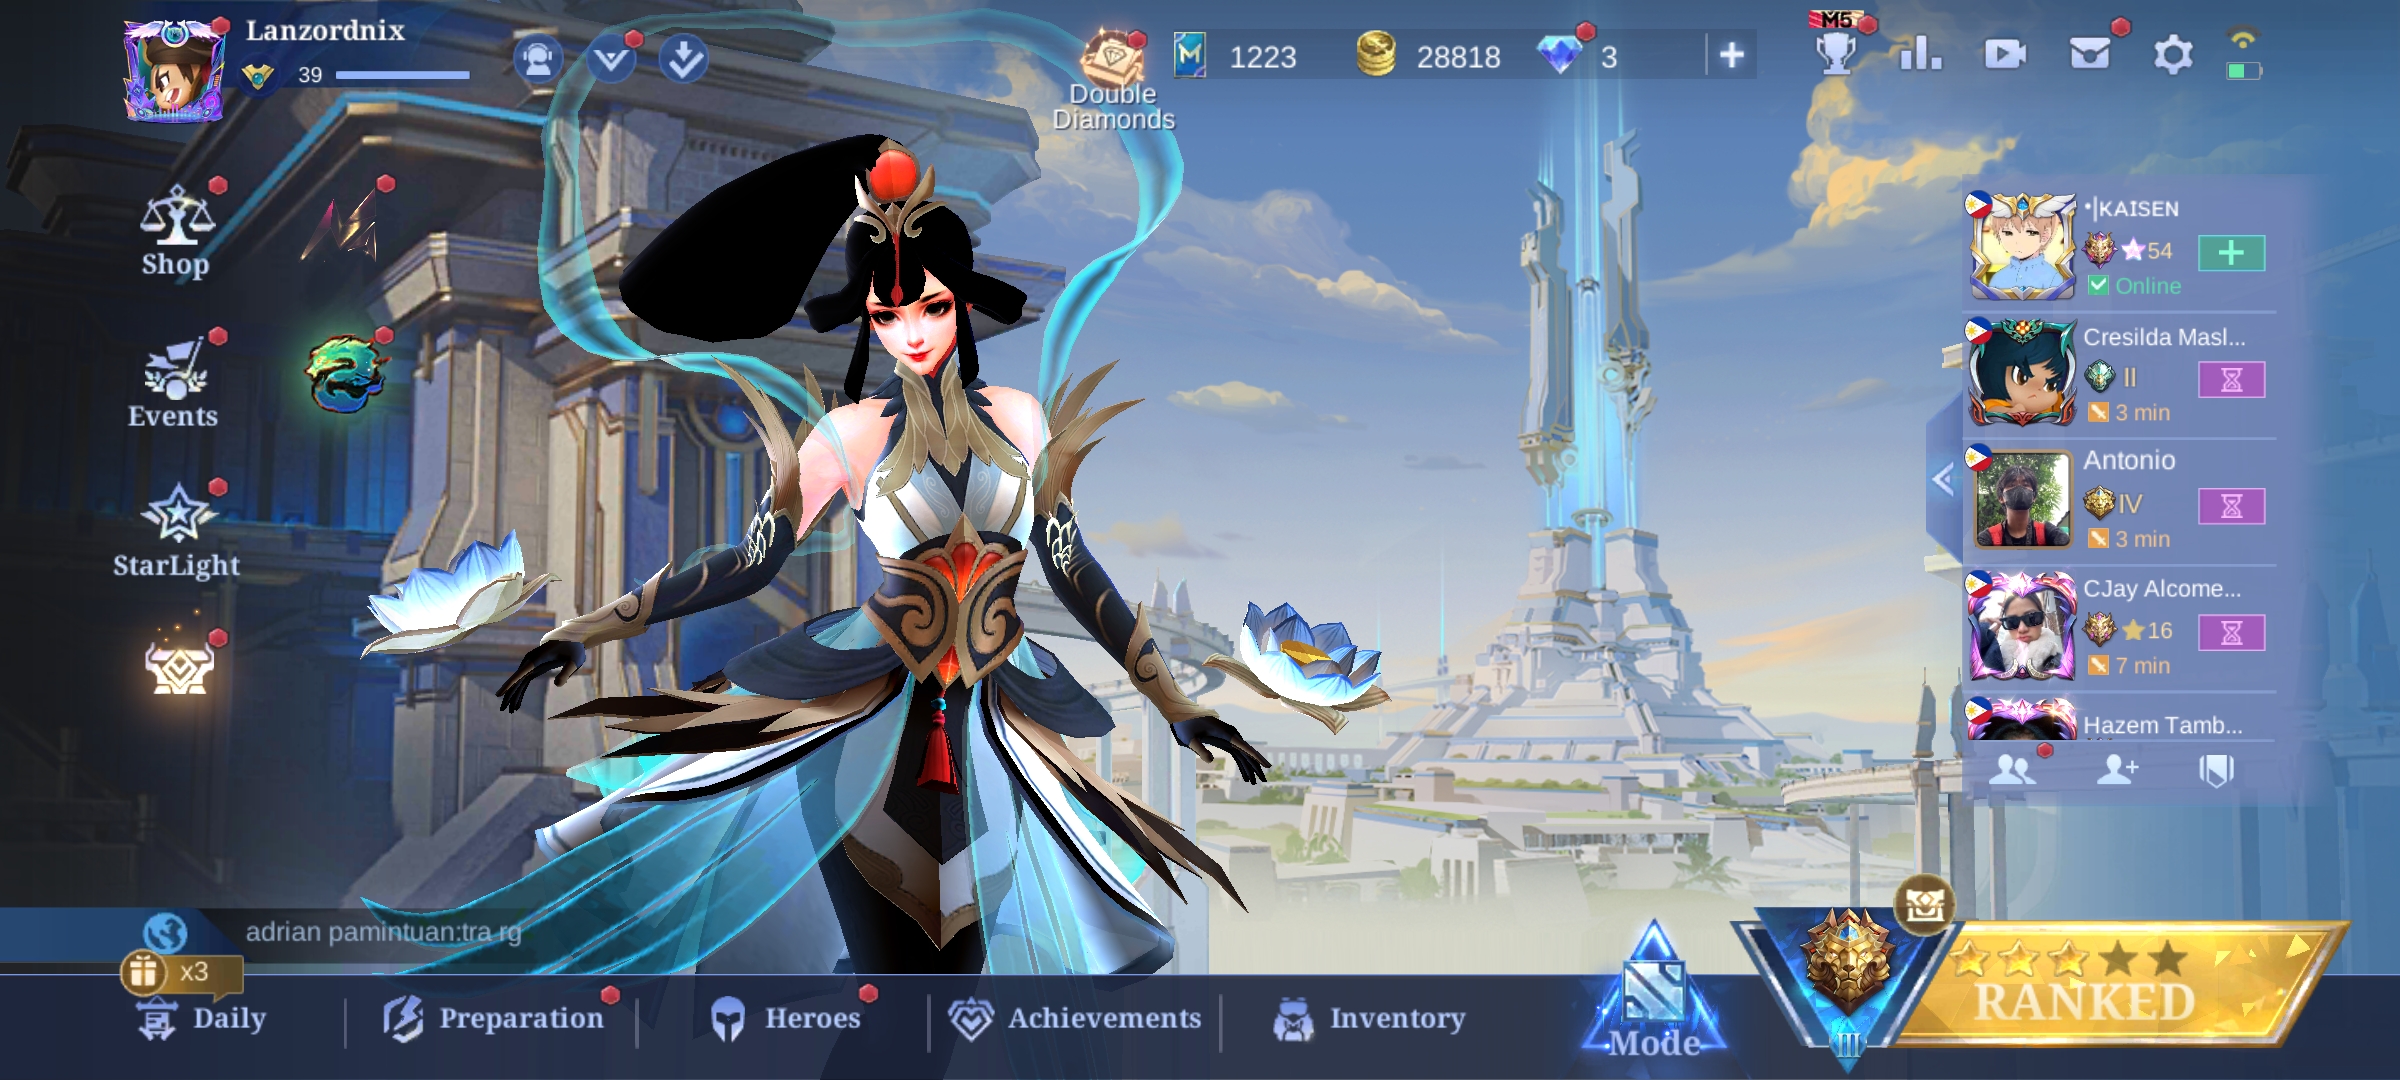 Lanzordnix
39
Double
Diamonds
1223
28818
3
M5
Shop
Events
StarLight
•|KAISEN
54
Online
Cresilda Masl...
II
3 min
Antonio
IV
3 min
CJay Alcome...
16
7 min
Hazem Tamb...
adrian pamintuan:tra rg
x3
Daily
Preparation
Heroes
Achievements
Inventory
Mode
III
RANKED